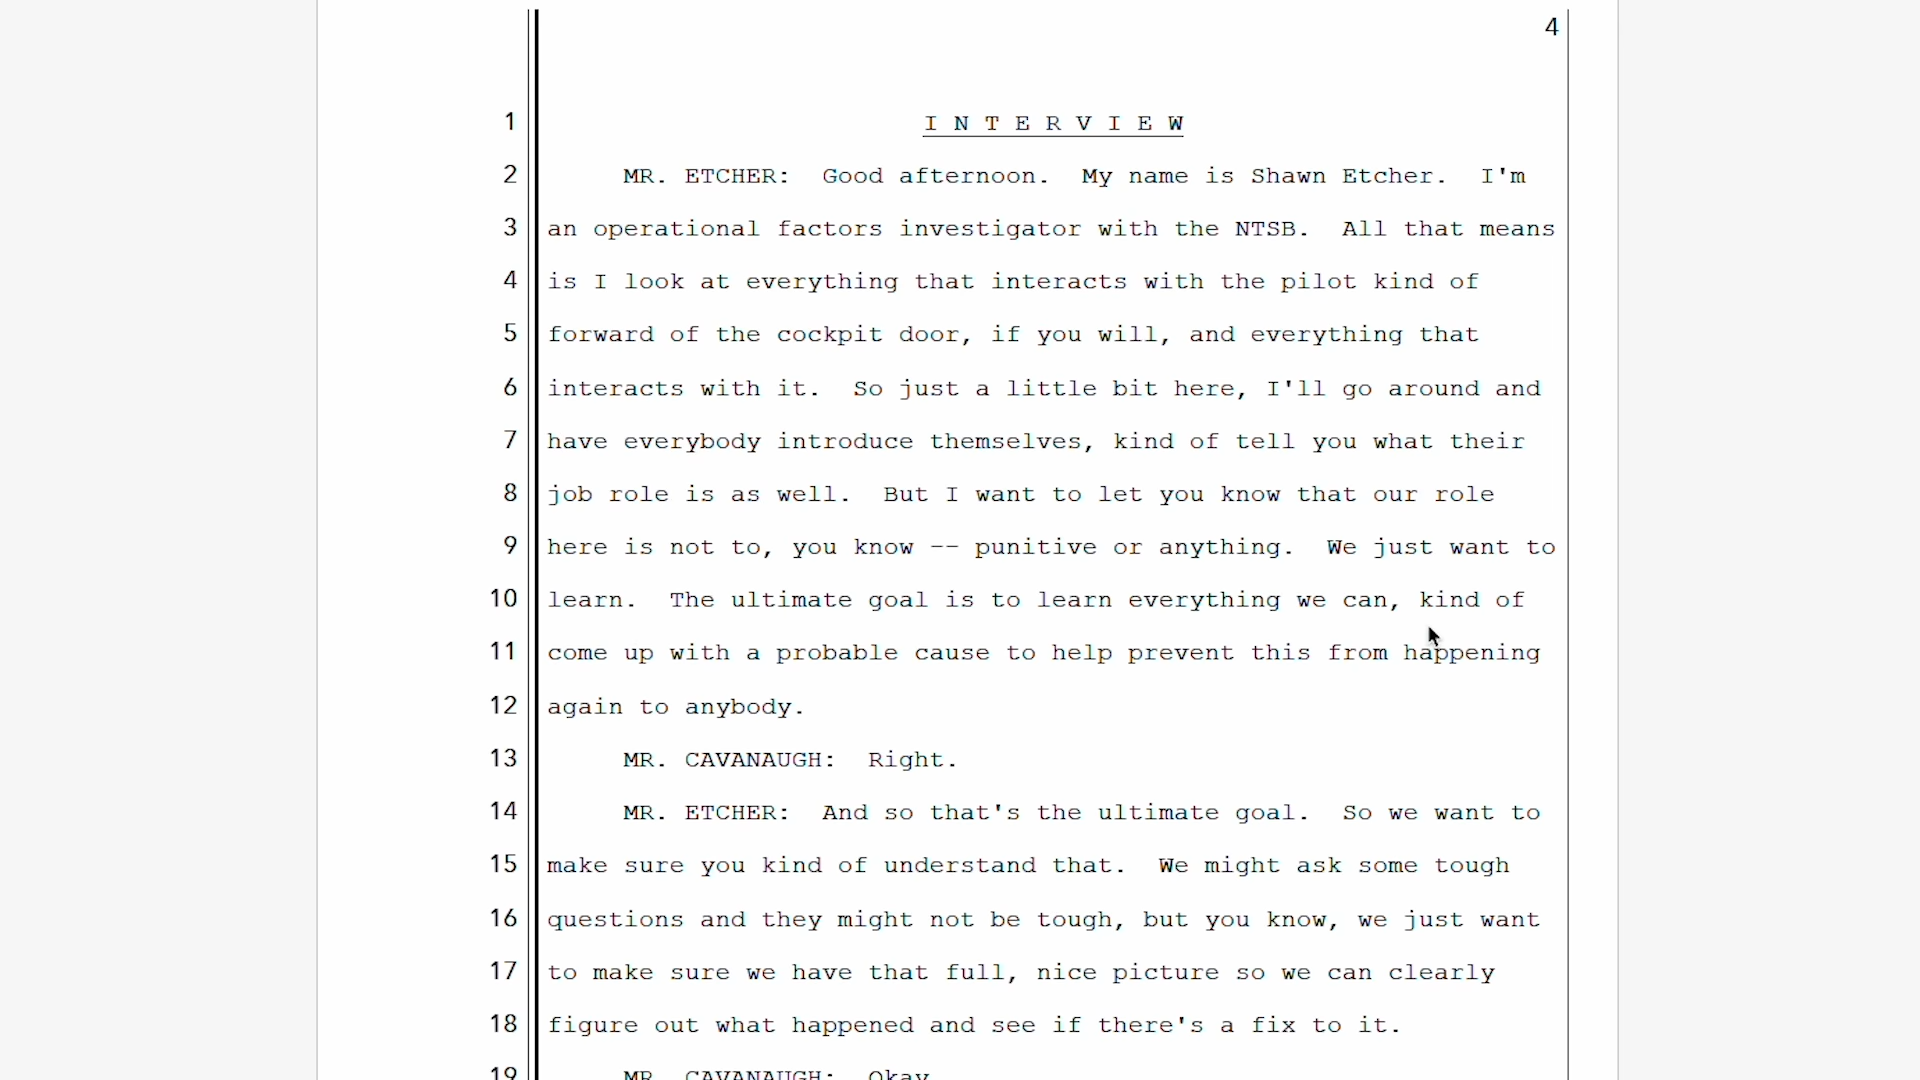 4
1 I N T E R V I E W
2 MR. ETCHER: Good afternoon. My name is Shawn Etcher. I'm
3 an operational factors investigator with the NTSB. All that means
4 is I look at everything that interacts with the pilot kind of
5 forward of the cockpit door, if you will, and everything that
6 interacts with it. So just a little bit here, I'll go around and
7 have everybody introduce themselves, kind of tell you what their
8 job role is as well. But I want to let you know that our role
9 here is not to, you know -- punitive or anything. We just want to
10 learn. The ultimate goal is to learn everything we can, kind of
11 come up with a probable cause to help prevent this from happening
12 again to anybody.
13 MR. CAVANAUGH: Right.
14 MR. ETCHER: And so that's the ultimate goal. So we want to
15 make sure you kind of understand that. We might ask some tough
16 questions and they might not be tough, but you know, we just want
17 to make sure we have that full, nice picture so we can clearly
18 figure out what happened and see if there's a fix to it.
19 MR. CAVANAUGH: Okay